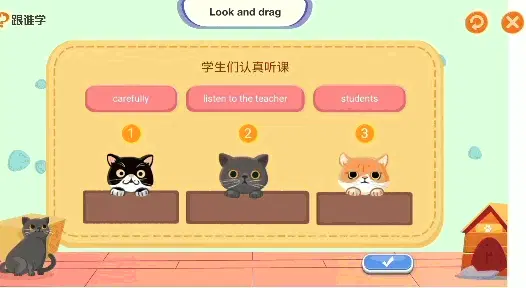 跟谁学
Look and drag
学生们认真听课
carefully
listen to the teacher
students
1
2
3